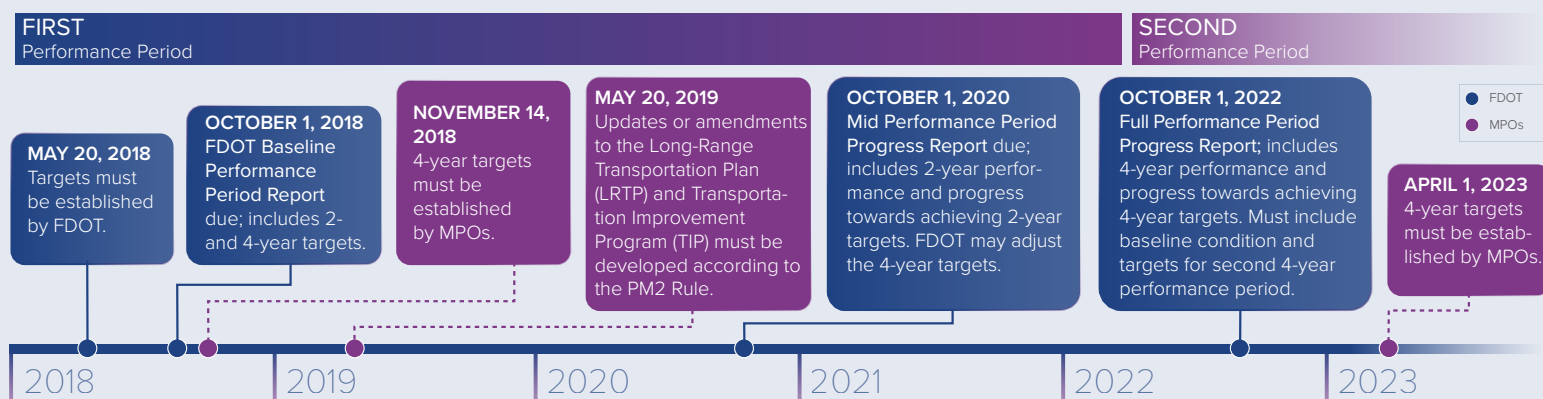 FIRST
Performance Period
SECOND
Performance Period
MAY 20, 2018
Targets must
be established
by FDOT.
OCTOBER 1, 2018
FDOT Baseline
Performance
Period Report
due; includes 2-
and 4-year targets.
NOVEMBER 14,
2018
4-year targets
must be
established
by MPOs.
MAY 20, 2019
Updates or amendments
to the Long-Range
Transportation Plan
(LRTP) and Transporta-
tion Improvement
Program (TIP) must be
developed according to
the PM2 Rule.
OCTOBER 1, 2020
Mid Performance Period
Progress Report due;
includes 2-year perfor-
mance and progress
towards achieving 2-year
targets. FDOT may adjust
the 4-year targets.
OCTOBER 1, 2022
Full Performance Period
Progress Report; includes
4-year performance and
progress towards achieving
4-year targets. Must include
baseline condition and
targets for second 4-year
performance period.
FDOT
MPOs
APRIL 1, 2023
4-year targets
must be estab-
lished by MPOs.
2018
2019
2020
2021
2022
2023